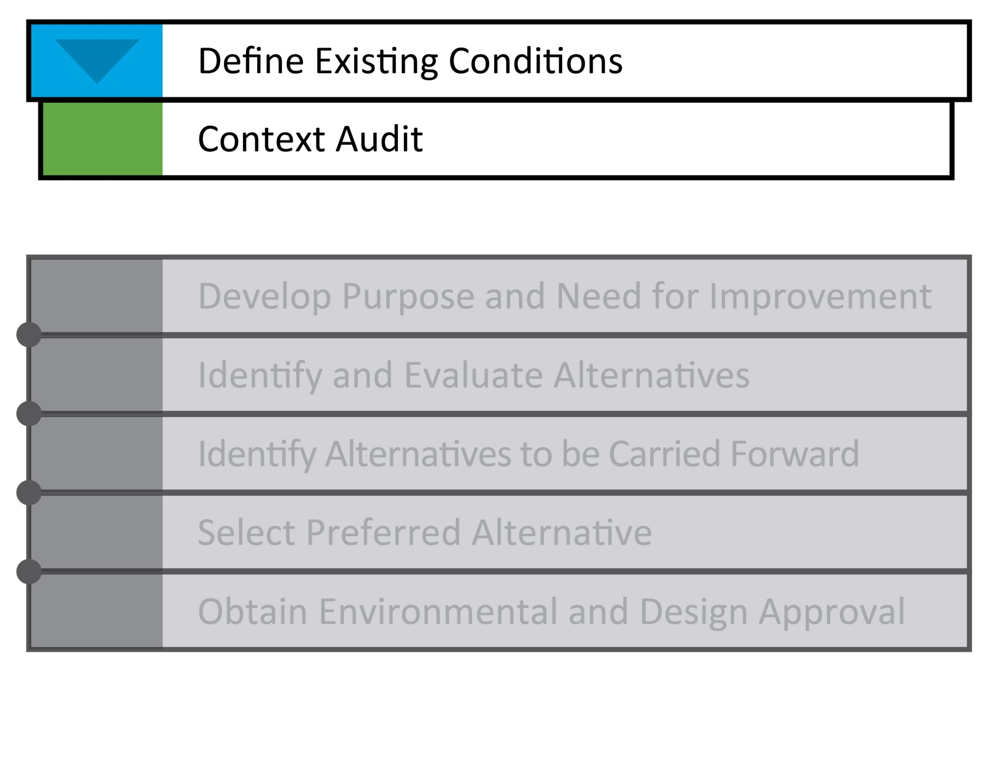 Define Existing Conditions
Context Audit
Develop Purpose and Need for Improvement
Identify and Evaluate Alternatives
Identify Alternatives to be Carried Forward
Select Preferred Alternative
Obtain Environmental and Design Approval